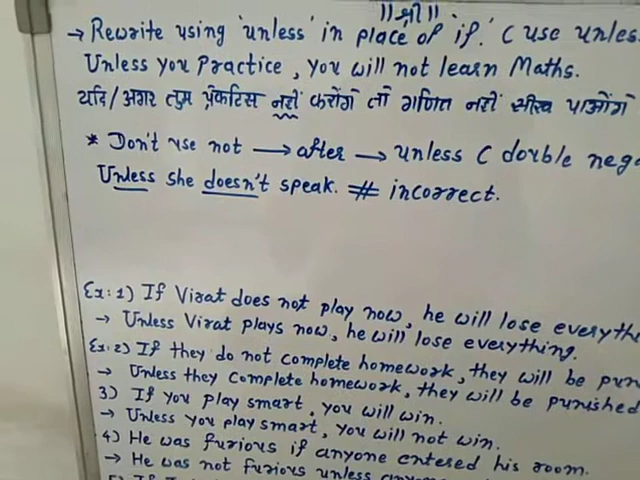 ॥ श्री ॥
→ Rewrite using 'unless' in place of if. ( use unles
Unless you Practice, you will not learn Maths.
यदि/अगर तुम प्रेकटिस नहीं करोगे तो गणित नहीं सीख पाओगे
* Don't use not → after → unless ( double nega
Unless she doesn't speak. # incorrect.
Ex: 1) If Virat does not play now, he will lose everythi
→ Unless Virat plays now, he will lose everything.
Ex: 2) If they do not complete homework, they will be pun
→ Unless they complete homework, they will be punished
3) If you play smart, you will win.
→ Unless you play smart, you will not win.
4) He was furious if anyone entered his room.
→ He was not furious unless